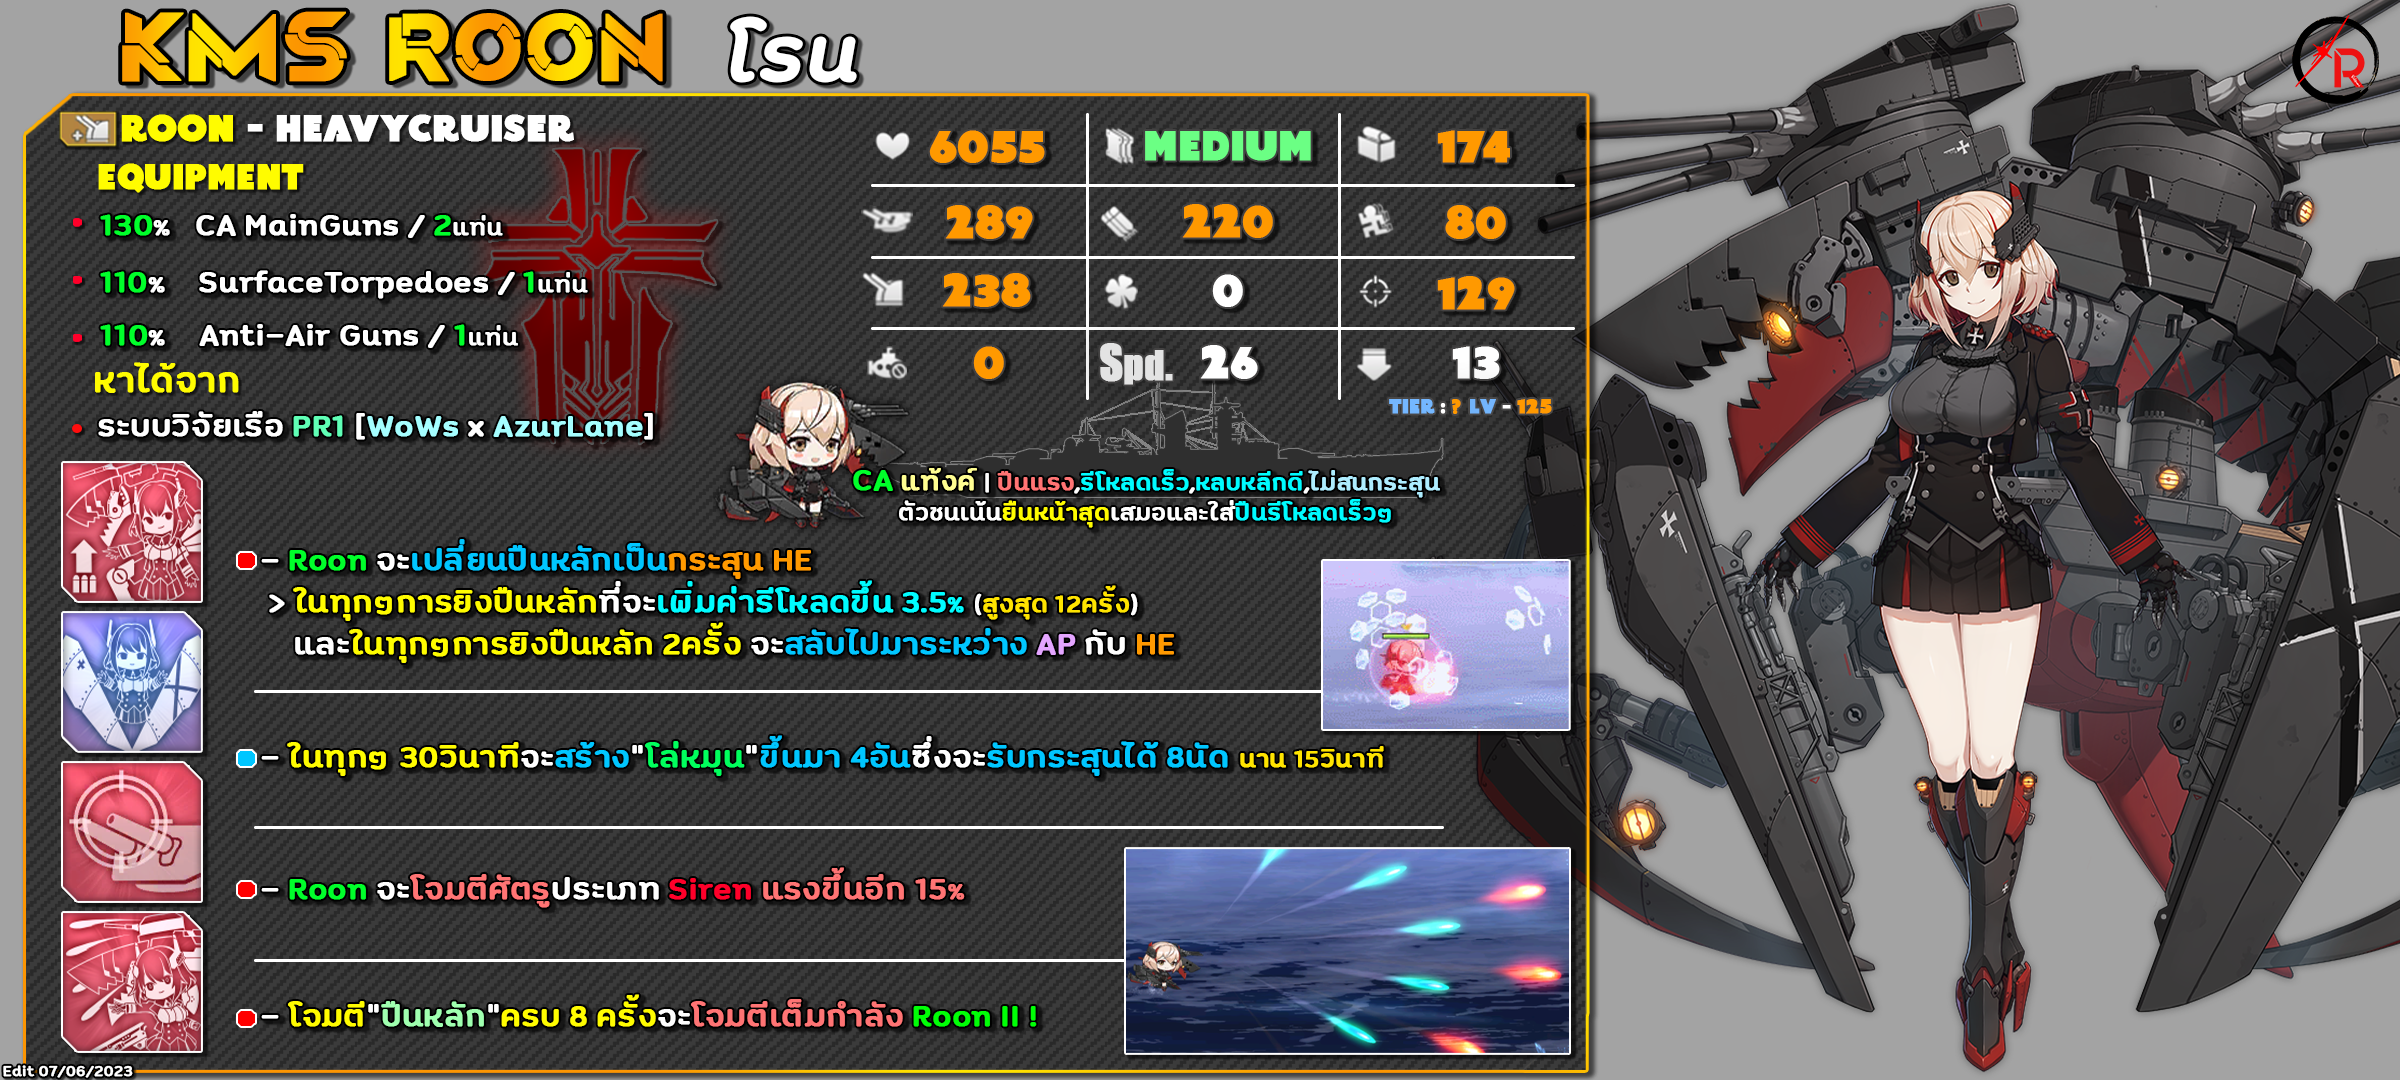 KMS ROON โรน
ROON - HEAVYCRUISER
EQUIPMENT
130% CA MainGuns / 2แท่น
110% SurfaceTorpedoes / 1แท่น
110% Anti-Air Guns / 1แท่น
หาได้จาก
ระบบวิจัยเรือ PR1 [WoWs x AzurLane]
6055 MEDIUM 174
289 220 80
238 0 129
0 Spd. 26 13
TIER : ? LV - 125
CA แท้งค์ | ปืนแรง,รีโหลดเร็ว,หลบหลีกดี,ไม่สนกระสุน
ตัวชนเน้นยืนหน้าสุดเสมอและใส่ปืนรีโหลดเร็วๆ
- Roon จะเปลี่ยนปืนหลักเป็นกระสุน HE
> ในทุกๆการยิงปืนหลักที่จะเพิ่มค่ารีโหลดขึ้น 3.5% (สูงสุด 12ครั้ง)
และในทุกๆการยิงปืนหลัก 2ครั้ง จะสลับไปมาระหว่าง AP กับ HE
- ในทุกๆ 30วินาทีจะสร้าง"โล่หมุน"ขึ้นมา 4อันซึ่งจะรับกระสุนได้ 8นัด นาน 15วินาที
- Roon จะโจมตีศัตรูประเภท Siren แรงขึ้นอีก 15%
- โจมตี"ปืนหลัก"ครบ 8 ครั้งจะโจมตีเต็มกำลัง Roon II !
Edit 07/06/2023
R